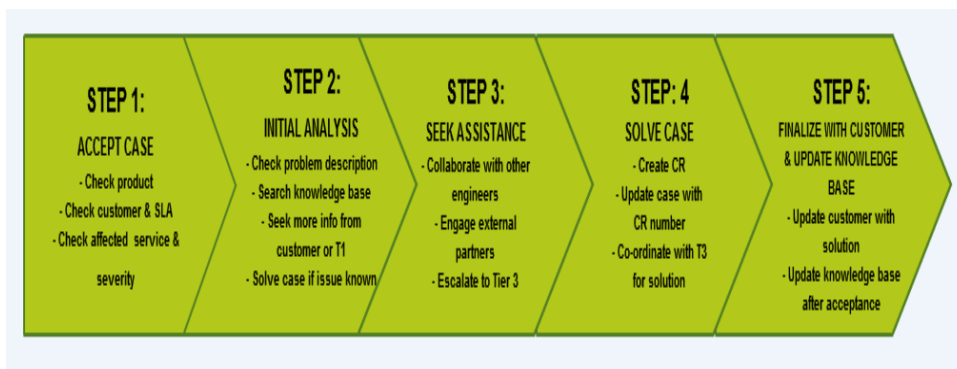 STEP 1:
ACCEPT CASE
- Check product
- Check customer & SLA
- Check affected service &
severity
STEP 2:
INITIAL ANALYSIS
- Check problem description
- Search knowledge base
- Seek more info from
customer or T1
- Solve case if issue known
STEP 3:
SEEK ASSISTANCE
- Collaborate with other
engineers
- Engage external
partners
- Escalate to Tier 3
STEP: 4
SOLVE CASE
- Create CR
- Update case with
CR number
- Co-ordinate with T3
for solution
STEP 5:
FINALIZE WITH CUSTOMER
& UPDATE KNOWLEDGE
BASE
- Update customer with
solution
- Update knowledge base
after acceptance